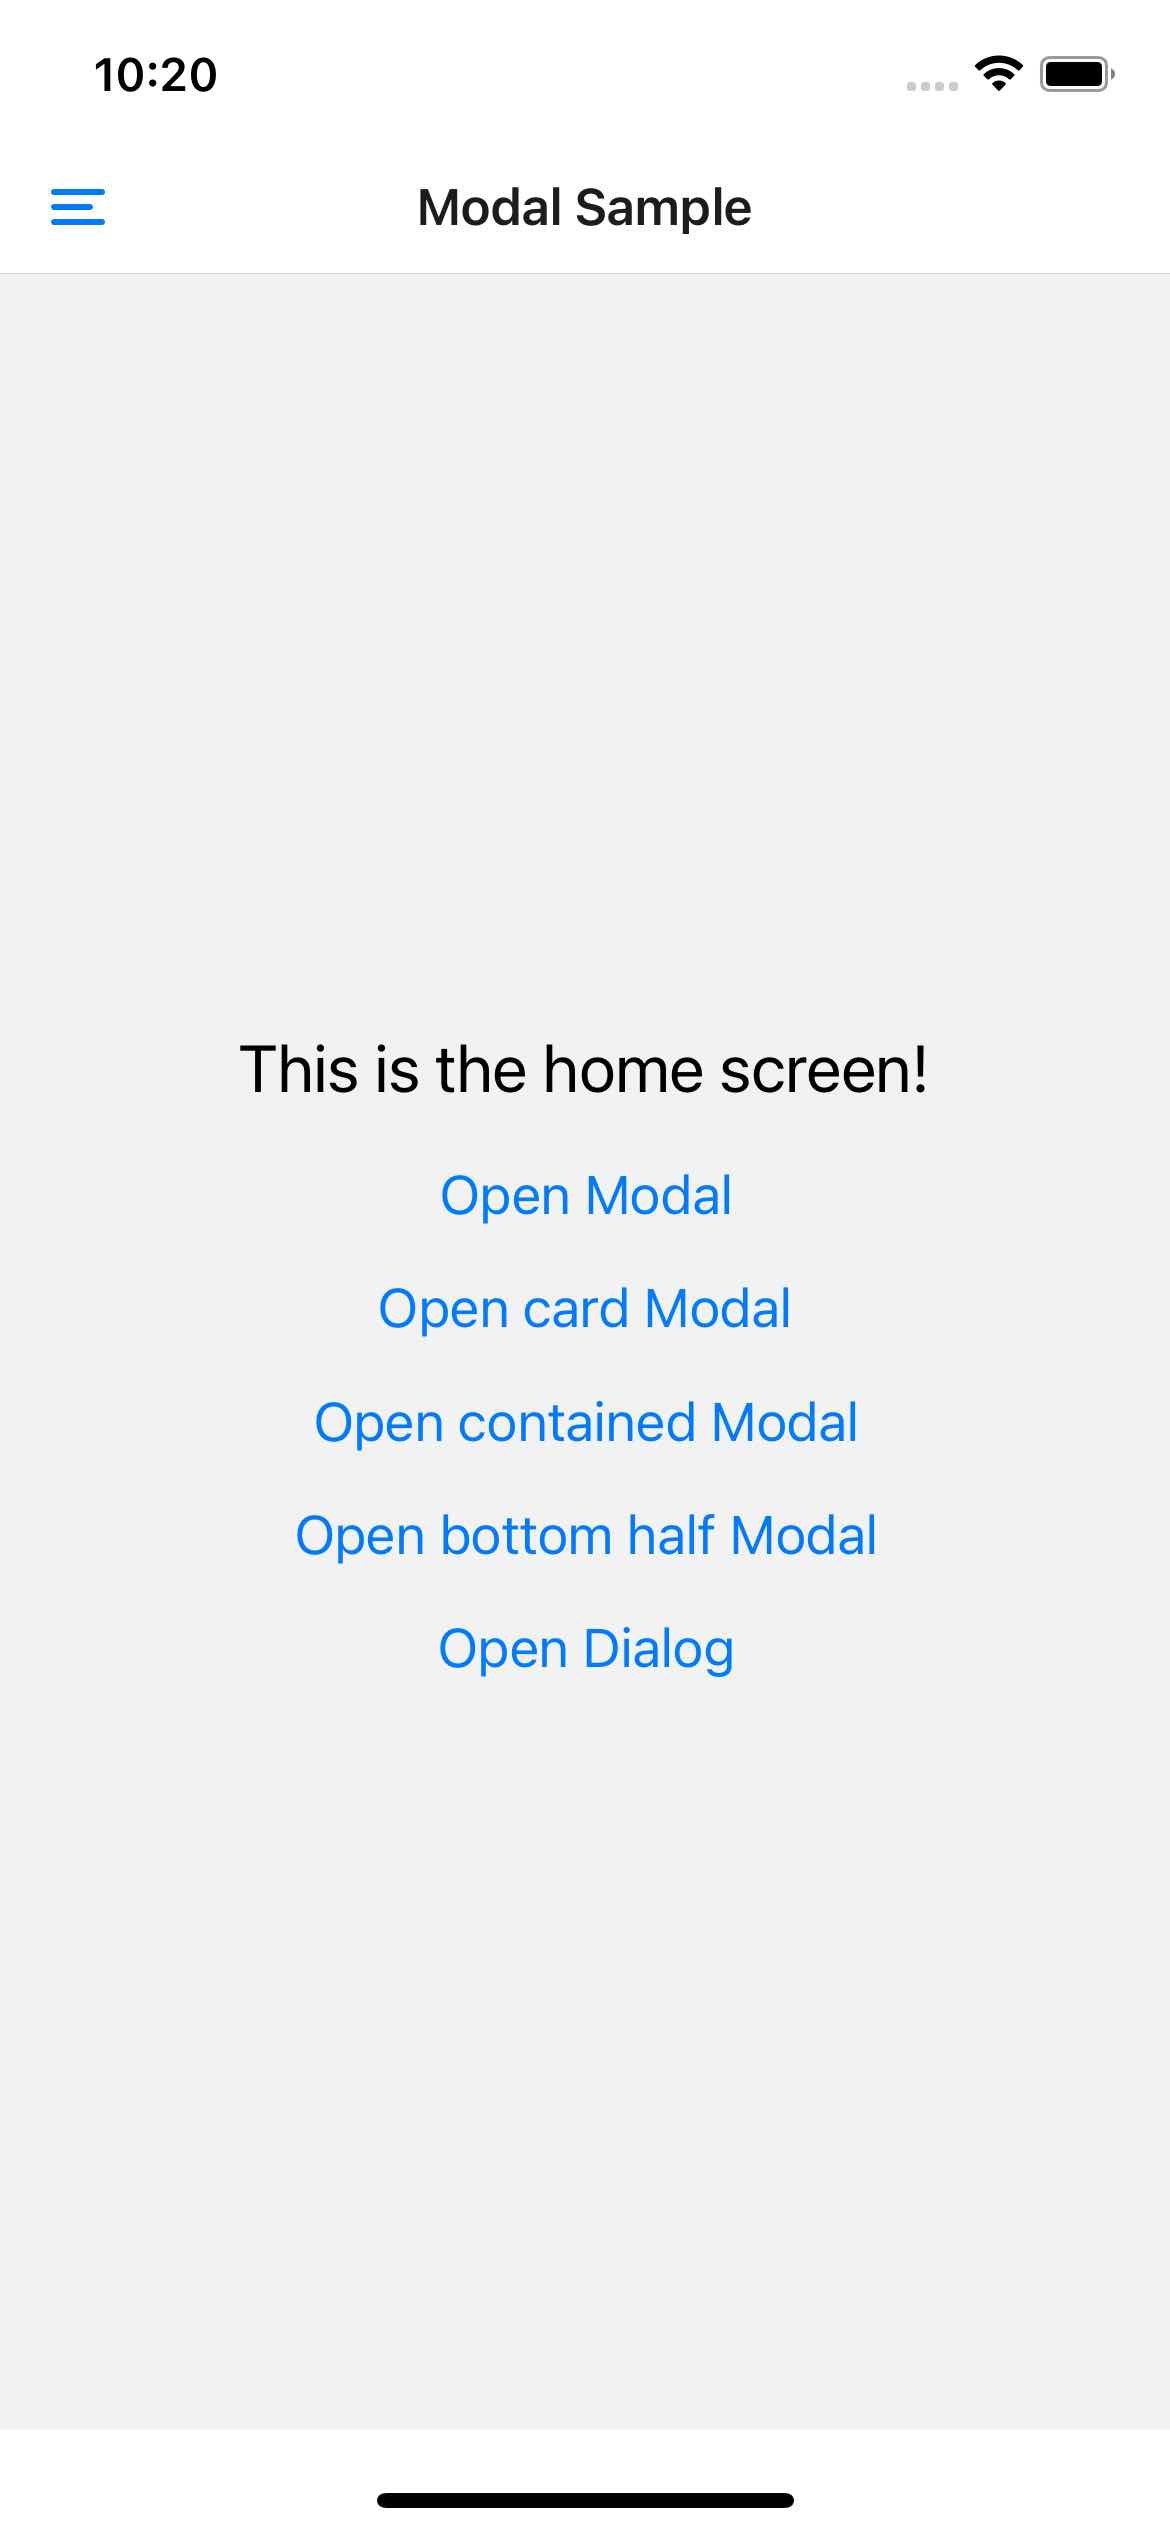 10:20
Modal Sample
This is the home screen!
Open Modal
Open card Modal
Open contained Modal
Open bottom half Modal
Open Dialog